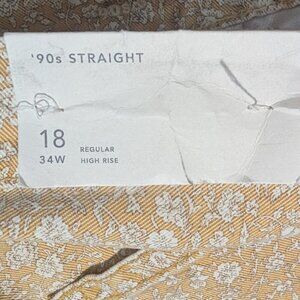 '90s STRAIGHT
18 REGULAR
34W HIGH RISE